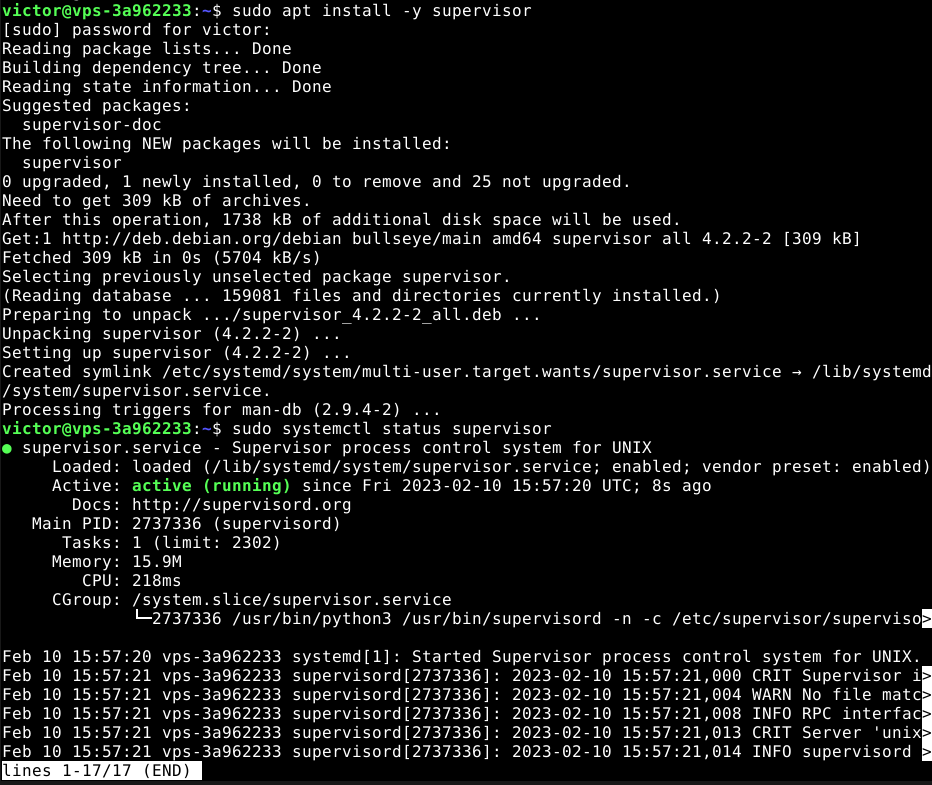 victor@vps-3a962233:~$ sudo apt install -y supervisor
[sudo] password for victor:
Reading package lists... Done
Building dependency tree... Done
Reading state information... Done
Suggested packages:
  supervisor-doc
The following NEW packages will be installed:
  supervisor
0 upgraded, 1 newly installed, 0 to remove and 25 not upgraded.
Need to get 309 kB of archives.
After this operation, 1738 kB of additional disk space will be used.
Get:1 http://deb.debian.org/debian bullseye/main amd64 supervisor all 4.2.2-2 [309 kB]
Fetched 309 kB in 0s (5704 kB/s)
Selecting previously unselected package supervisor.
(Reading database ... 159081 files and directories currently installed.)
Preparing to unpack .../supervisor_4.2.2-2_all.deb ...
Unpacking supervisor (4.2.2-2) ...
Setting up supervisor (4.2.2-2) ...
Created symlink /etc/systemd/system/multi-user.target.wants/supervisor.service → /lib/systemd
/system/supervisor.service.
Processing triggers for man-db (2.9.4-2) ...
victor@vps-3a962233:~$ sudo systemctl status supervisor
● supervisor.service - Supervisor process control system for UNIX
     Loaded: loaded (/lib/systemd/system/supervisor.service; enabled; vendor preset: enabled)
     Active: active (running) since Fri 2023-02-10 15:57:20 UTC; 8s ago
       Docs: http://supervisord.org
   Main PID: 2737336 (supervisord)
      Tasks: 1 (limit: 2302)
     Memory: 15.9M
        CPU: 218ms
     CGroup: /system.slice/supervisor.service
             └─2737336 /usr/bin/python3 /usr/bin/supervisord -n -c /etc/supervisor/superviso>
Feb 10 15:57:20 vps-3a962233 systemd[1]: Started Supervisor process control system for UNIX.
Feb 10 15:57:21 vps-3a962233 supervisord[2737336]: 2023-02-10 15:57:21,000 CRIT Supervisor i>
Feb 10 15:57:21 vps-3a962233 supervisord[2737336]: 2023-02-10 15:57:21,004 WARN No file matc>
Feb 10 15:57:21 vps-3a962233 supervisord[2737336]: 2023-02-10 15:57:21,008 INFO RPC interfac>
Feb 10 15:57:21 vps-3a962233 supervisord[2737336]: 2023-02-10 15:57:21,013 CRIT Server 'unix>
Feb 10 15:57:21 vps-3a962233 supervisord[2737336]: 2023-02-10 15:57:21,014 INFO supervisord >
lines 1-17/17 (END)